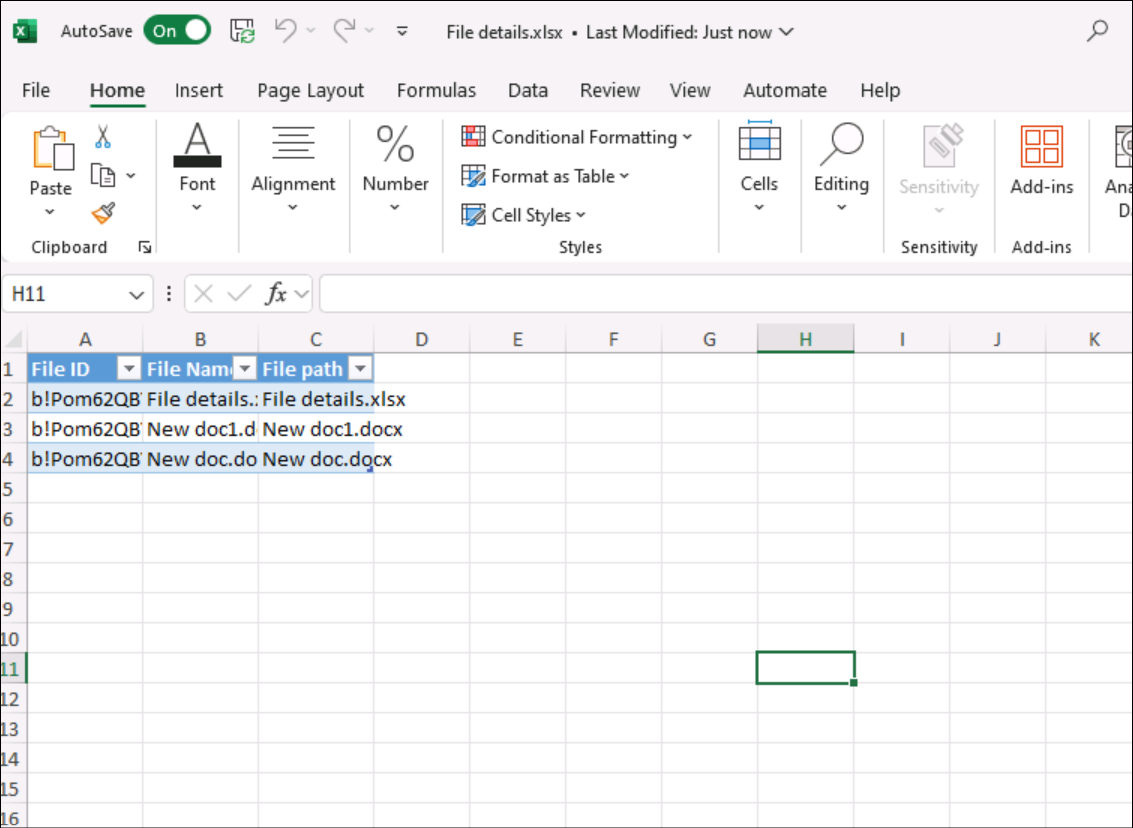 AutoSave On File details.xlsx • Last Modified: Just now
File Home Insert Page Layout Formulas Data Review View Automate Help
Paste
Clipboard
Font
Alignment
%
Number
Conditional Formatting
Format as Table
Cell Styles
Styles
Cells
Editing
Sensitivity
Sensitivity
Add-ins
Add-ins
H11 fx
A B C D E F G H I J K
1 File ID File Name File path
2 b!Pom62QB File details. File details.xlsx
3 b!Pom62QB New doc1.d New doc1.docx
4 b!Pom62QB New doc.do New doc.docx
5
6
7
8
9
10
11
12
13
14
15
16